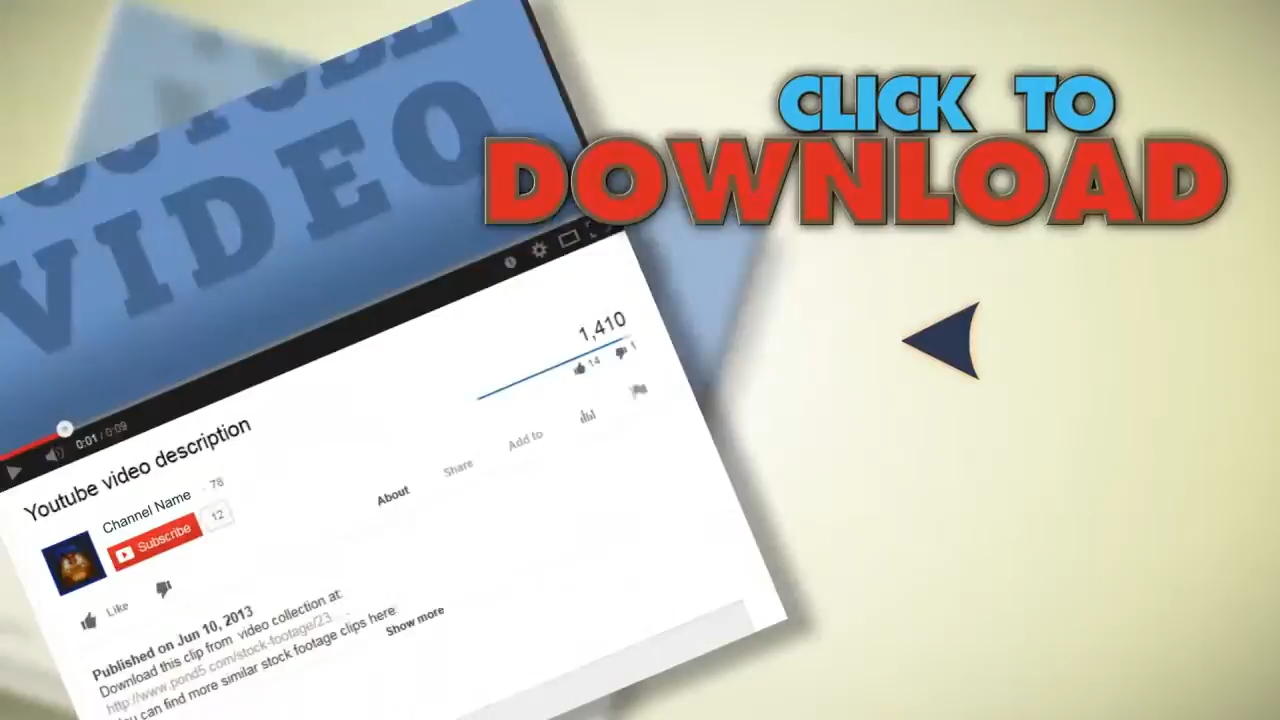 CLICK TO
DOWNLOAD
VIDEO
1,410
14 1
0:01 / 0:09
Youtube video description
Channel Name 78
Subscribe 12
About Share Add to
Like
Published on Jun 10, 2013
Download this clip from video collection at:
http://www.pond5.com/stock-footage/23...
can find more similar stock footage clips here
Show more